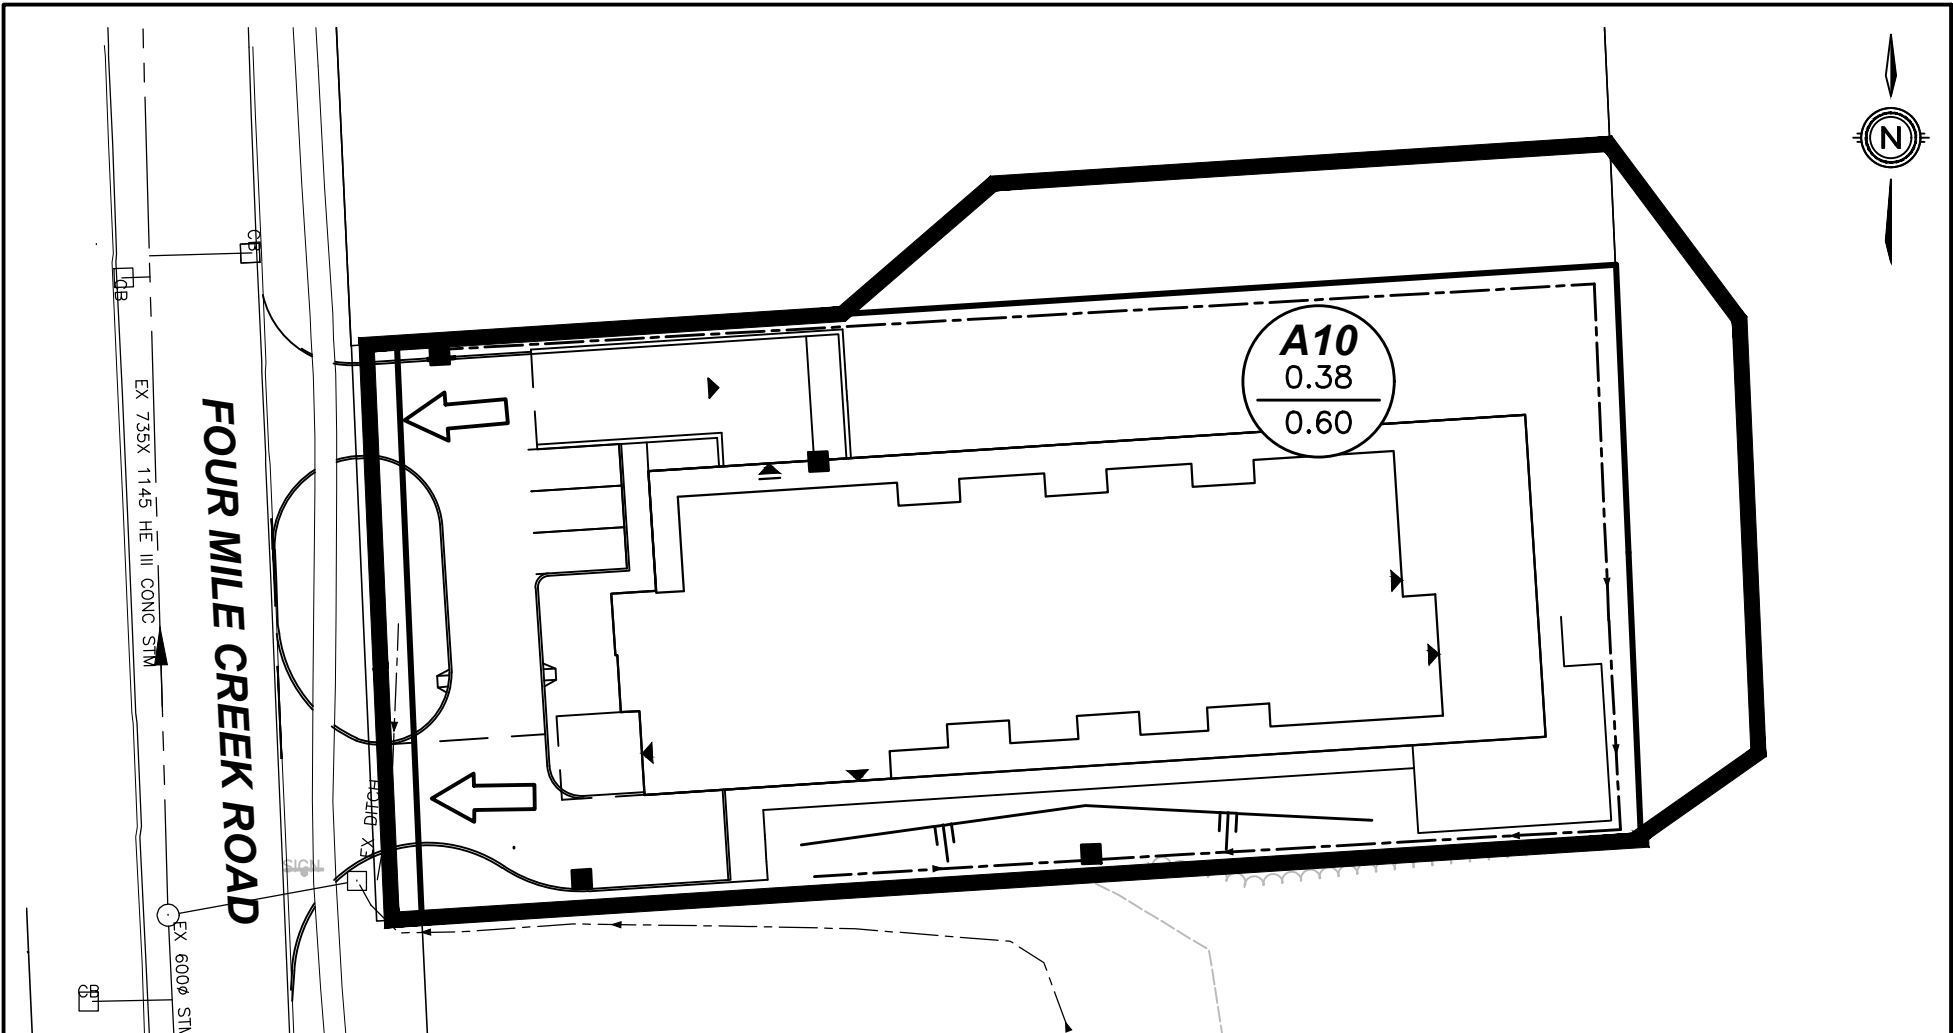 N
CB
CB
A10
0.38
0.60
EX 735X 1145 HE III CONC STM
FOUR MILE CREEK ROAD
EX DITCH
SIGN
EX 600ø STM
CB